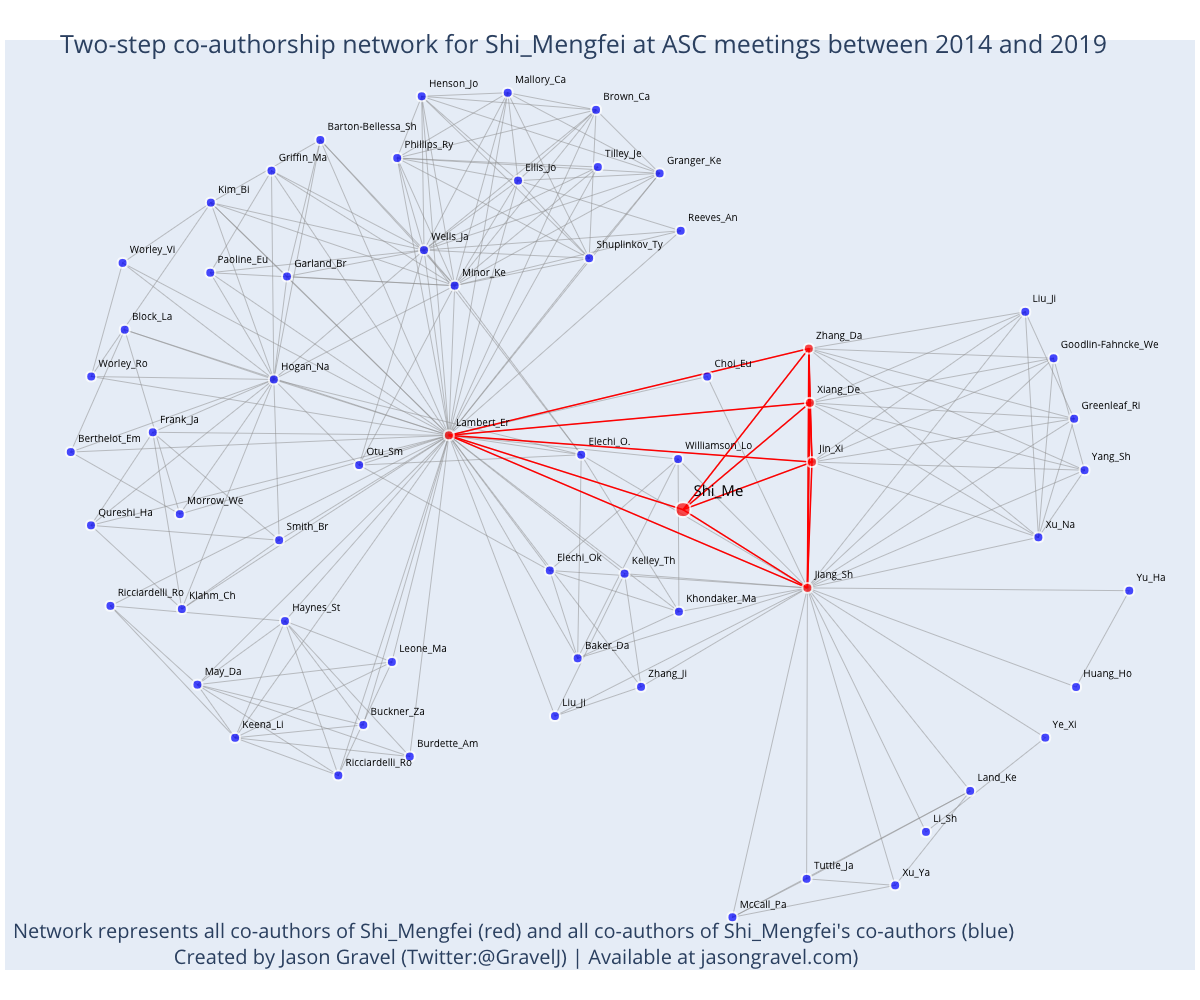 Two-step co-authorship network for Shi_Mengfei at ASC meetings between 2014 and 2019
Henson_Jo
Mallory_Ca
Brown_Ca
Barton-Bellessa_Sh
Phillips_Ry
Tilley_Je
Griffin_Ma
Ellis_Jo
Granger_Ke
Kim_Bi
Reeves_An
Wells_Ja
Shuplinkov_Ty
Worley_Vi
Paoline_Eu
Garland_Br
Minor_Ke
Liu_Ji
Block_La
Zhang_Da
Goodlin-Fahncke_We
Worley_Ro
Hogan_Na
Choi_Eu
Xiang_De
Greenleaf_Ri
Frank_Ja
Lambert_Er
Berthelot_Em
Otu_Sm
Elechi_O.
Williamson_Lo
Jin_Xi
Yang_Sh
Shi_Me
Morrow_We
Qureshi_Ha
Smith_Br
Xu_Na
Elechi_Ok
Kelley_Th
Jiang_Sh
Yu_Ha
Ricciardelli_Ro
Klahm_Ch
Haynes_St
Khondaker_Ma
Leone_Ma
Baker_Da
May_Da
Zhang_Ji
Huang_Ho
Keena_Li
Buckner_Za
Liu_Ji
Ye_Xi
Burdette_Am
Ricciardelli_Ro
Land_Ke
Li_Sh
Tuttle_Ja
Xu_Ya
McCall_Pa
Network represents all co-authors of Shi_Mengfei (red) and all co-authors of Shi_Mengfei's co-authors (blue)
Created by Jason Gravel (Twitter:@GravelJ) | Available at jasongravel.com)